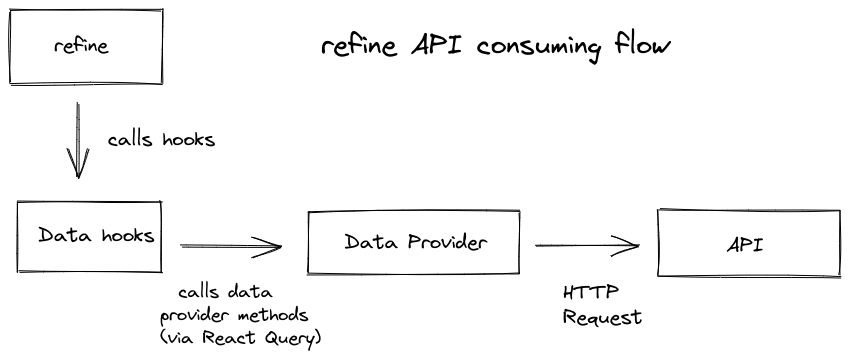 refine
refine API consuming flow
calls hooks
Data hooks
Data Provider
API
calls data
provider methods
(via React Query)
HTTP
Request